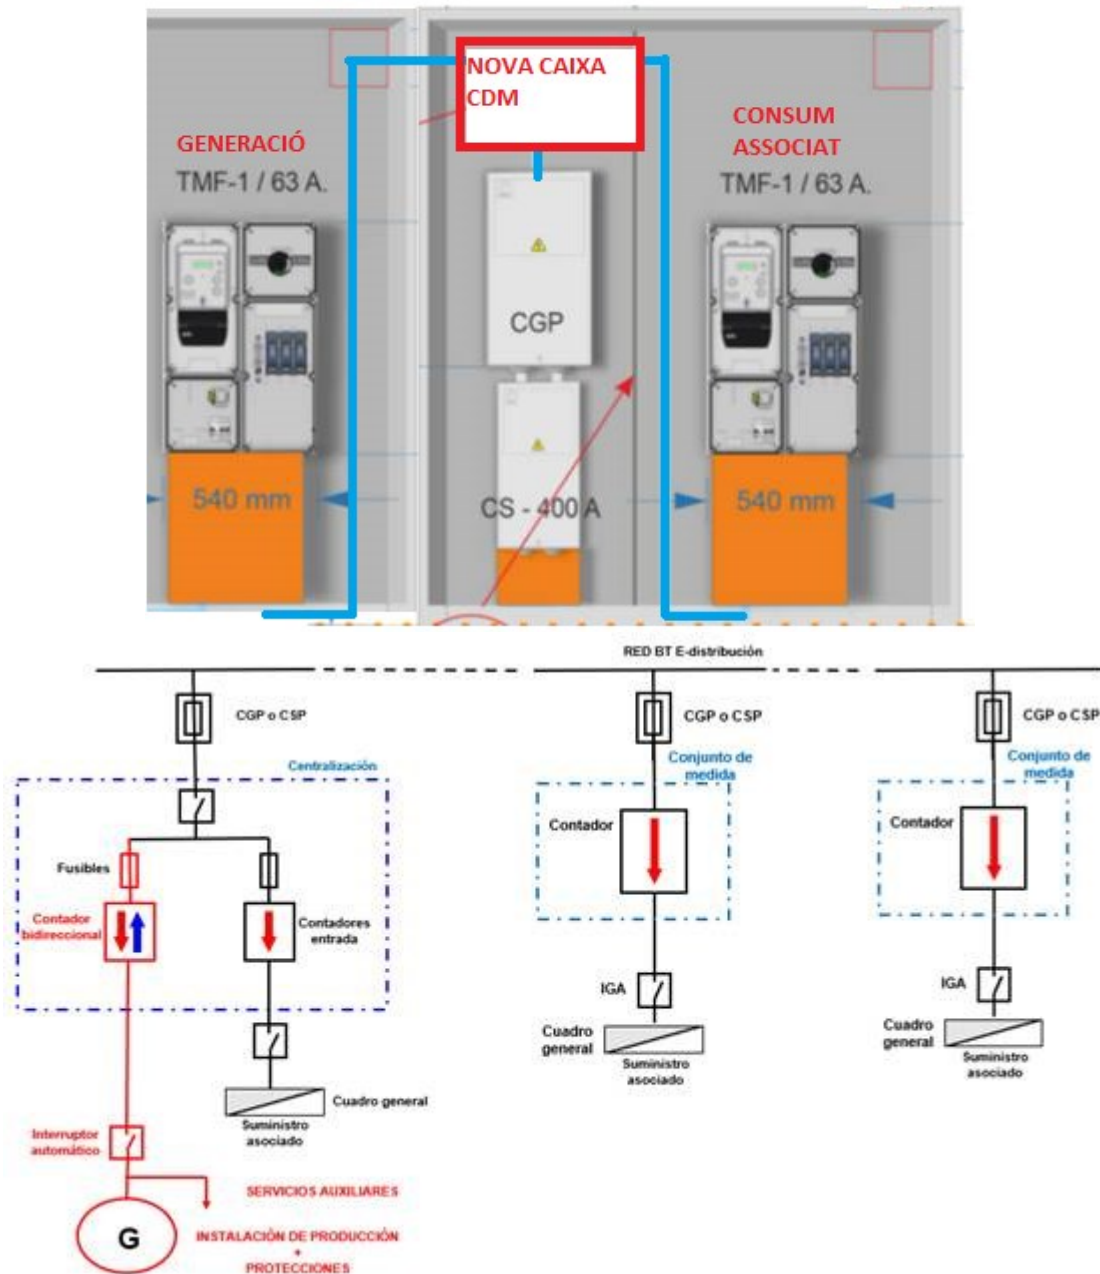 NOVA CAIXA
CDM
GENERACIÓ
TMF-1 / 63 A.
CONSUM
ASSOCIAT
TMF-1 / 63 A.
CGP
540 mm
CS - 400 A
540 mm
RED BT E-distribución
CGP o CSP
CGP o CSP
CGP o CSP
Centralización
Conjunto de
medida
Conjunto de
medida
Contador
Contador
Fusibles
Contador
bidireccional
Contadores
entrada
IGA
IGA
Cuadro
general
Suministro
asociado
Cuadro
general
Suministro
asociado
Cuadro general
Suministro
asociado
Interruptor
automático
SERVICIOS AUXILIARES
G
INSTALACIÓN DE PRODUCCIÓN
+
PROTECCIONES